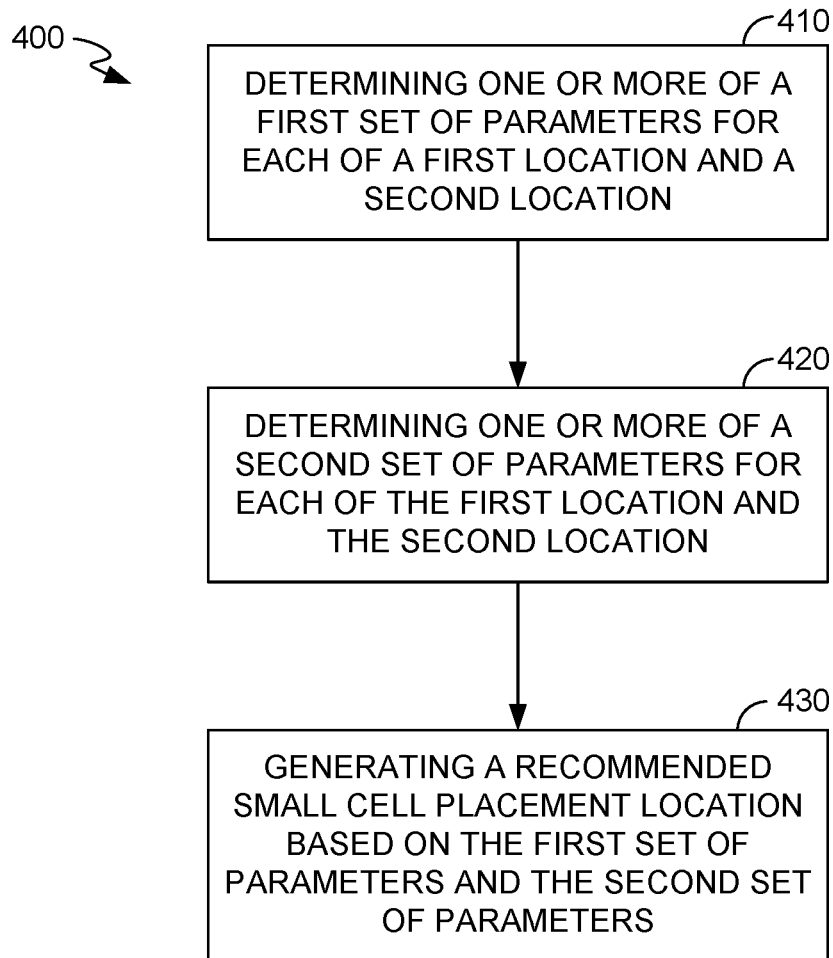 400
410
DETERMINING ONE OR MORE OF A
FIRST SET OF PARAMETERS FOR
EACH OF A FIRST LOCATION AND A
SECOND LOCATION
420
DETERMINING ONE OR MORE OF A
SECOND SET OF PARAMETERS FOR
EACH OF THE FIRST LOCATION AND
THE SECOND LOCATION
430
GENERATING A RECOMMENDED
SMALL CELL PLACEMENT LOCATION
BASED ON THE FIRST SET OF
PARAMETERS AND THE SECOND SET
OF PARAMETERS